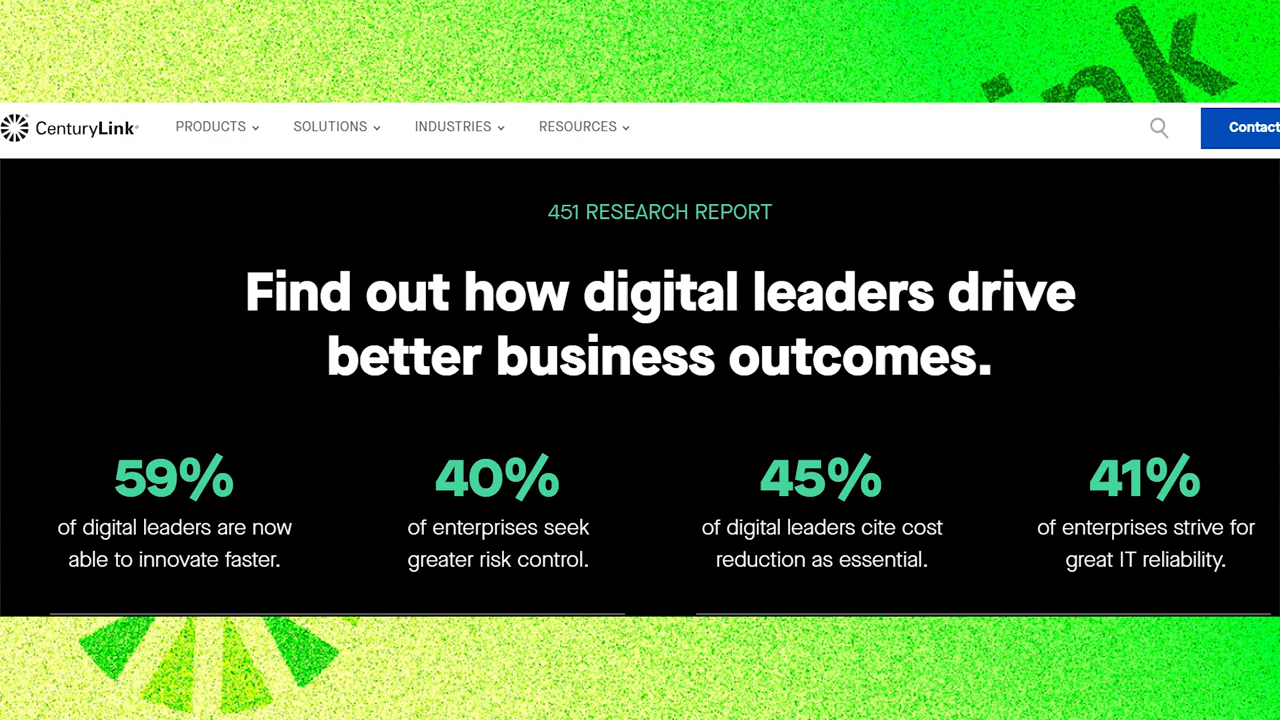 ink
CenturyLink
PRODUCTS
SOLUTIONS
INDUSTRIES
RESOURCES
Contact
451 RESEARCH REPORT
Find out how digital leaders drive
better business outcomes.
59%
of digital leaders are now
able to innovate faster.
40%
of enterprises seek
greater risk control.
45%
of digital leaders cite cost
reduction as essential.
41%
of enterprises strive for
great IT reliability.